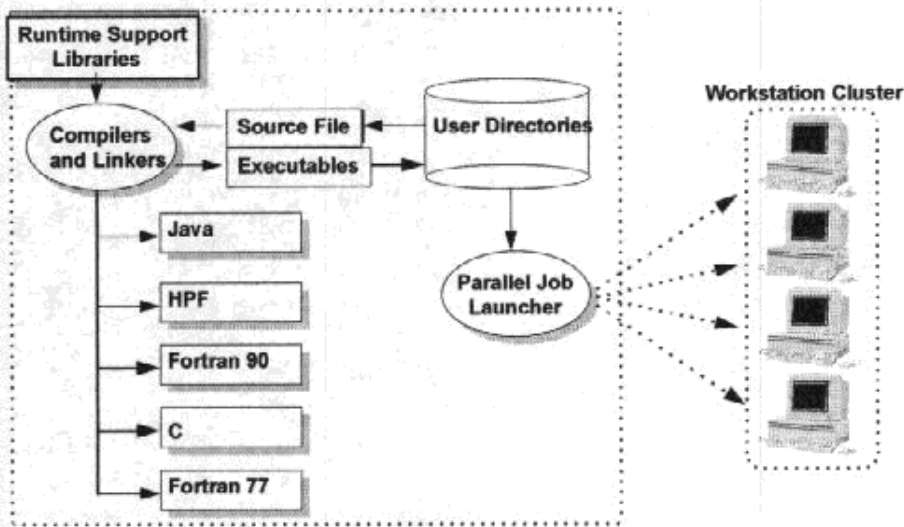 Runtime Support
Libraries
Workstation Cluster
Compilers
and Linkers
Source File
Executables
User Directories
Java
HPF
Fortran 90
C
Fortran 77
Parallel Job
Launcher